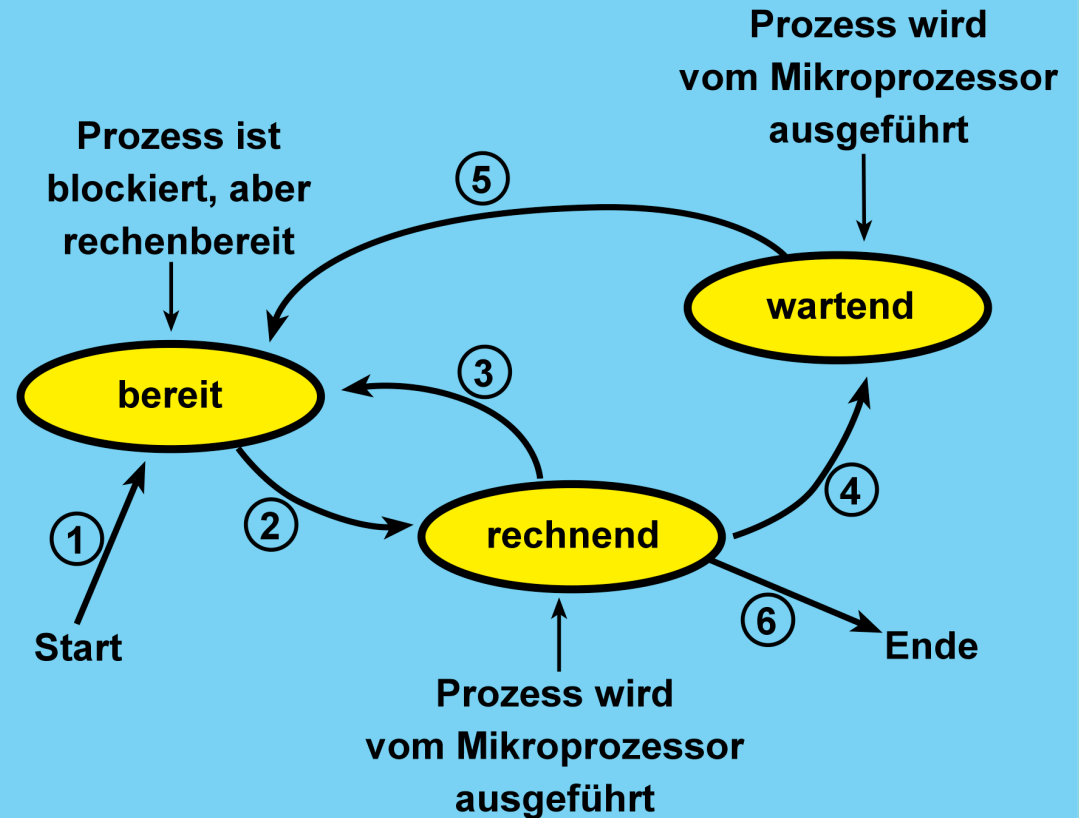 Prozess wird
vom Mikroprozessor
ausgeführt
Prozess ist
blockiert, aber
rechenbereit
5
wartend
3
bereit
4
2
rechnend
1
6
Start
Ende
Prozess wird
vom Mikroprozessor
ausgeführt